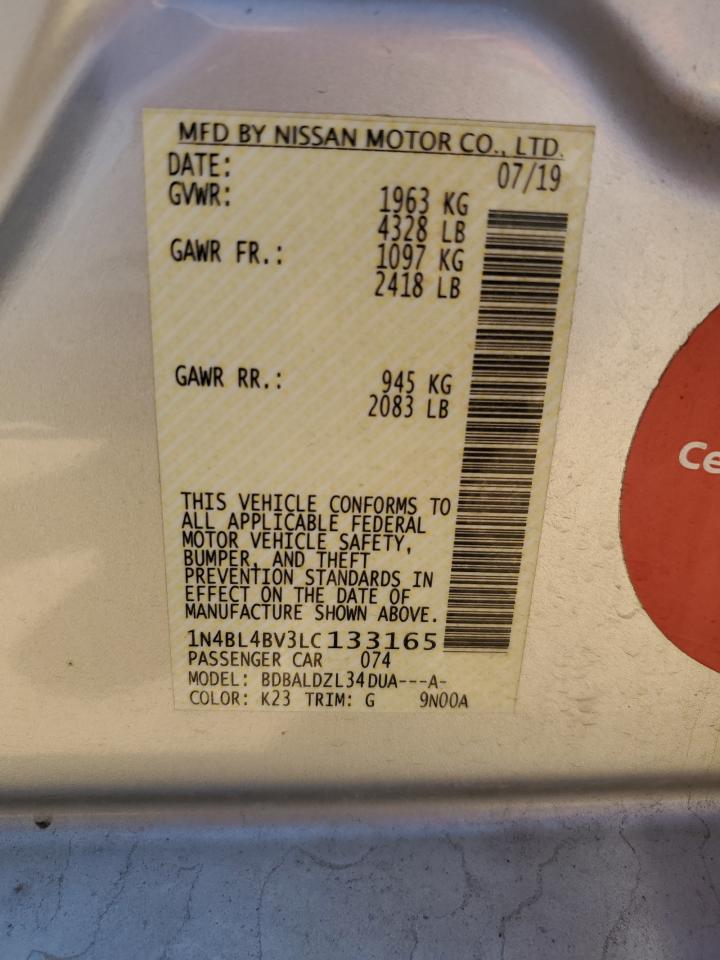 MFD BY NISSAN MOTOR CO., LTD.
DATE: 07/19
GVWR: 1963 KG
4328 LB
GAWR FR.: 1097 KG
2418 LB
GAWR RR.: 945 KG
2083 LB
THIS VEHICLE CONFORMS TO
ALL APPLICABLE FEDERAL
MOTOR VEHICLE SAFETY,
BUMPER, AND THEFT
PREVENTION STANDARDS IN
EFFECT ON THE DATE OF
MANUFACTURE SHOWN ABOVE.
1N4BL4BV3LC133165
PASSENGER CAR 074
MODEL: BDBALDZL34DUA---A-
COLOR: K23 TRIM: G 9N00A
Ce